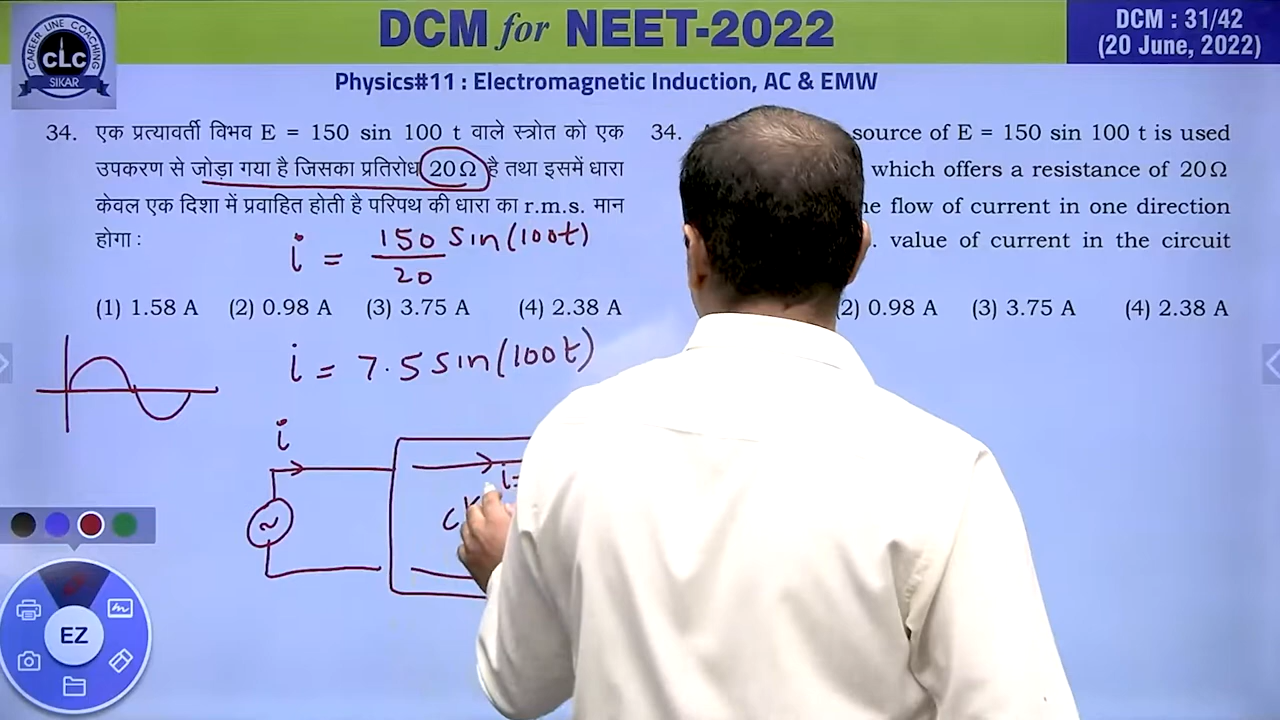 CAREER LINE COACHING
CLC
SIKAR
DCM for NEET-2022
DCM : 31/42
(20 June, 2022)
Physics#11 : Electromagnetic Induction, AC & EMW
34. एक प्रत्यावर्ती विभव E = 150 sin 100 t वाले स्त्रोत को एक
उपकरण से जोड़ा गया है जिसका प्रतिरोध 20Ω है तथा इसमें धारा
केवल एक दिशा में प्रवाहित होती है परिपथ की धारा का r.m.s. मान
होगा :
i = 150/20 sin(100t)
(1) 1.58 A (2) 0.98 A (3) 3.75 A (4) 2.38 A
i = 7.5 sin(100t)
i
i=
~
34.
source of E = 150 sin 100 t is used
which offers a resistance of 20Ω
flow of current in one direction
value of current in the circuit
(2) 0.98 A (3) 3.75 A (4) 2.38 A
EZ